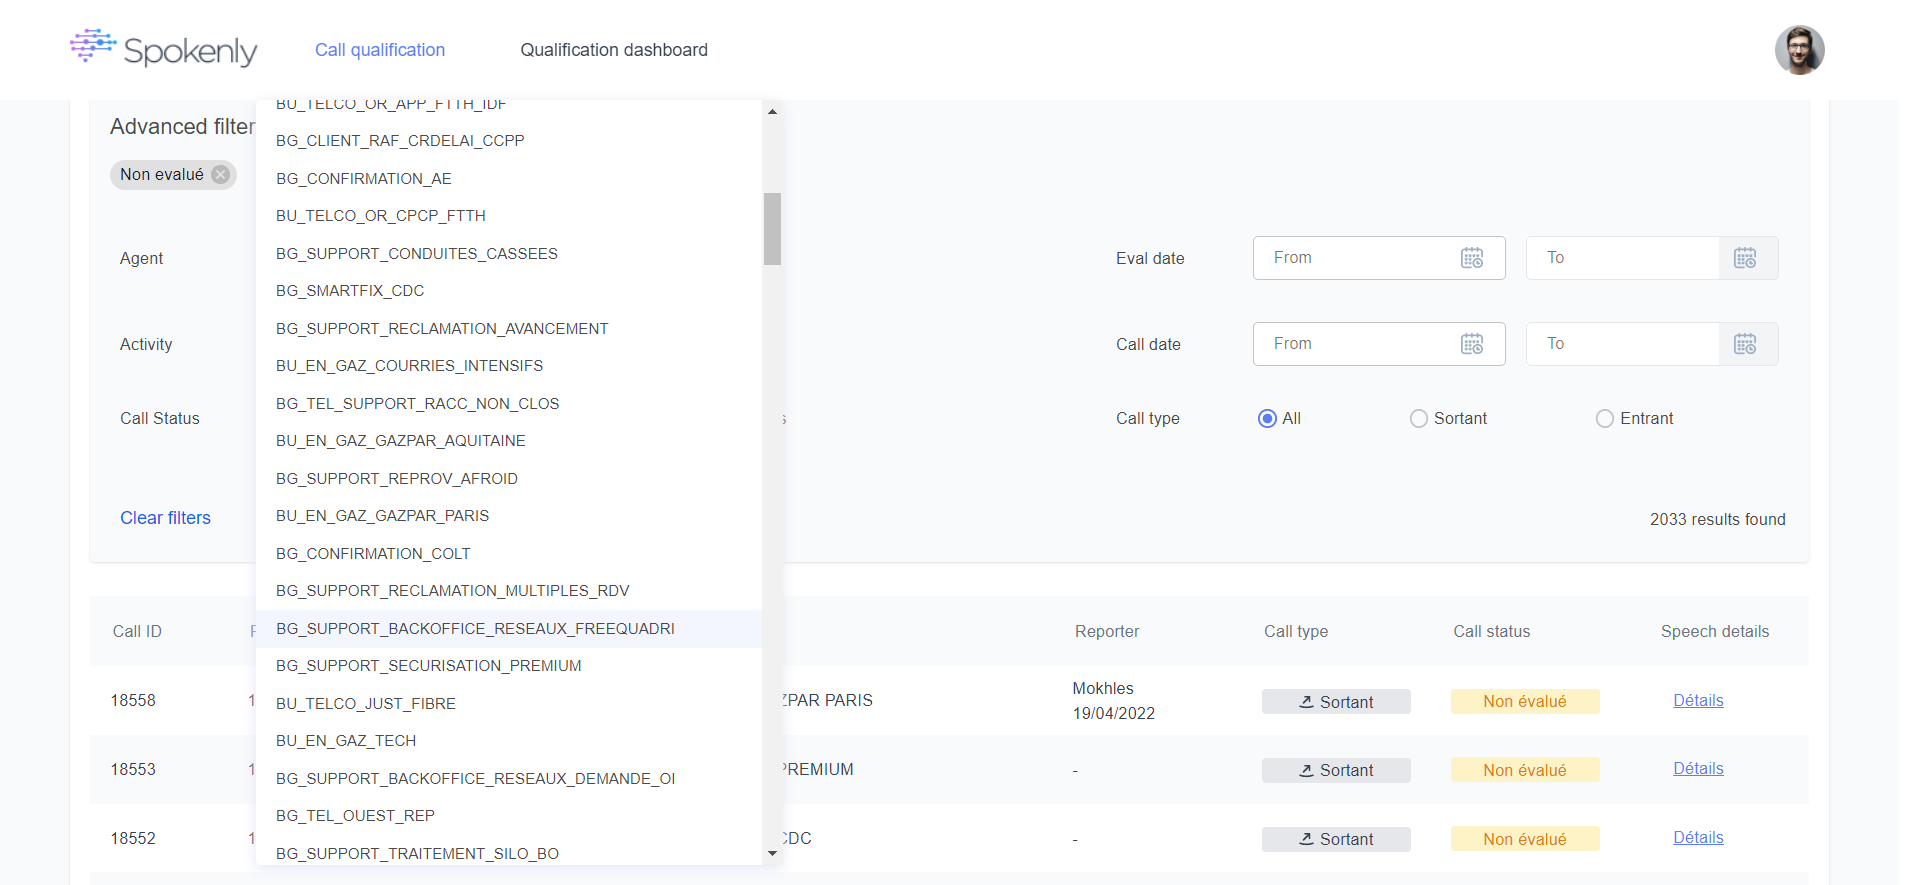 Spokenly
Call qualification
Qualification dashboard
Advanced filter
Non evalué
Agent
Activity
Call Status
Clear filters
BU_TELCO_OR_APP_FTTH_IDF
BG_CLIENT_RAF_CRDELAI_CCPP
BG_CONFIRMATION_AE
BU_TELCO_OR_CPCP_FTTH
BG_SUPPORT_CONDUITES_CASSEES
BG_SMARTFIX_CDC
BG_SUPPORT_RECLAMATION_AVANCEMENT
BU_EN_GAZ_COURRIES_INTENSIFS
BG_TEL_SUPPORT_RACC_NON_CLOS
BU_EN_GAZ_GAZPAR_AQUITAINE
BG_SUPPORT_REPROV_AFROID
BU_EN_GAZ_GAZPAR_PARIS
BG_CONFIRMATION_COLT
BG_SUPPORT_RECLAMATION_MULTIPLES_RDV
BG_SUPPORT_BACKOFFICE_RESEAUX_FREEQUADRI
BG_SUPPORT_SECURISATION_PREMIUM
BU_TELCO_JUST_FIBRE
BU_EN_GAZ_TECH
BG_SUPPORT_BACKOFFICE_RESEAUX_DEMANDE_OI
BG_TEL_OUEST_REP
BG_SUPPORT_TRAITEMENT_SILO_BO
Eval date From To
Call date From To
Call type All Sortant Entrant
2033 results found
Call ID Reporter Call type Call status Speech details
18558 1 ZPAR PARIS Mokhles 19/04/2022 Sortant Non évalué Détails
18553 1 PREMIUM - Sortant Non évalué Détails
18552 1 CDC - Sortant Non évalué Détails